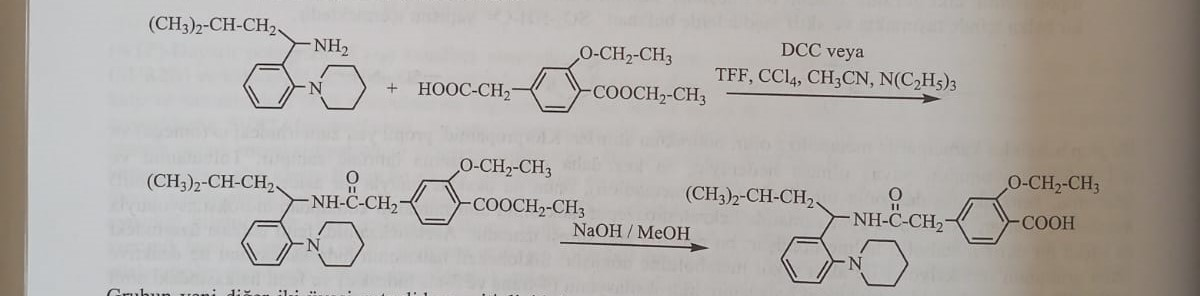 (CH3)2-CH-CH2
NH2
N
+
HOOC-CH2
O-CH2-CH3
COOCH2-CH3
DCC veya
TFF, CCl4, CH3CN, N(C2H5)3
(CH3)2-CH-CH2
O
NH-C-CH2
N
O-CH2-CH3
COOCH2-CH3
NaOH / MeOH
(CH3)2-CH-CH2
O
NH-C-CH2
N
O-CH2-CH3
COOH